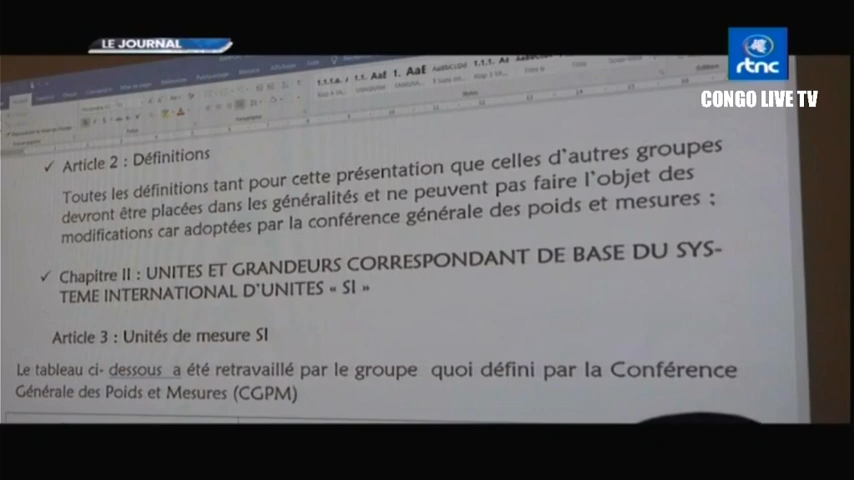 LE JOURNAL
rtnc
CONGO LIVE TV
✓ Article 2 : Définitions
Toutes les définitions tant pour cette présentation que celles d'autres groupes
devront être placées dans les généralités et ne peuvent pas faire l'objet des
modifications car adoptées par la conférence générale des poids et mesures ;
✓ Chapitre II : UNITES ET GRANDEURS CORRESPONDANT DE BASE DU SYS-
TEME INTERNATIONAL D'UNITES « SI »
Article 3 : Unités de mesure SI
Le tableau ci- dessous a été retravaillé par le groupe quoi défini par la Conférence
Générale des Poids et Mesures (CGPM)